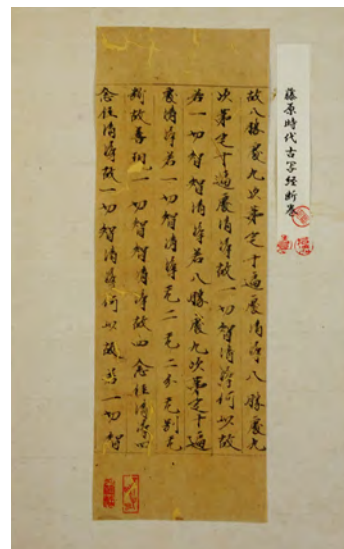 藤原時代古写経断巻
故八勝處九次第定十遍處清淨八勝處九
次第定十遍處清淨故一切智清淨何以故
若一切智智清淨若八勝處九次第定十遍
處清淨若一切智清淨无二无二分无別无
斷故善現一切智智清淨故四念住清淨四
念住清淨故一切智清淨何以故若一切智